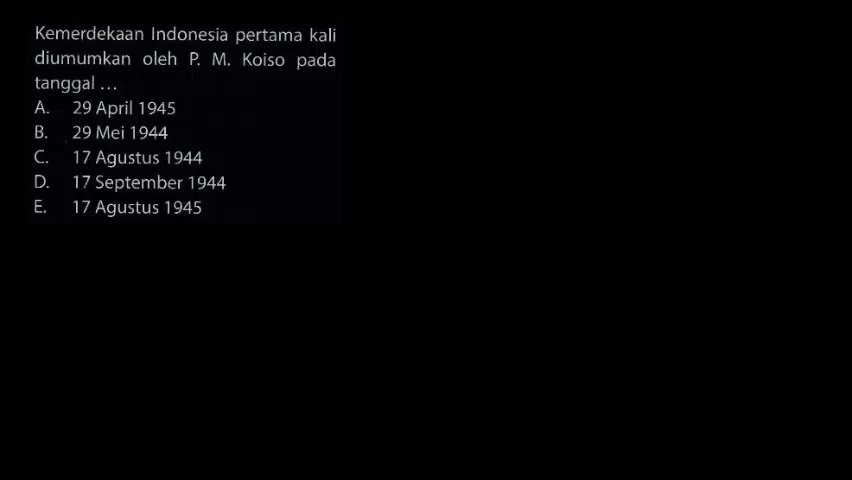 Kemerdekaan Indonesia pertama kali
diumumkan oleh P. M. Koiso pada
tanggal ...
A. 29 April 1945
B. 29 Mei 1944
C. 17 Agustus 1944
D. 17 September 1944
E. 17 Agustus 1945